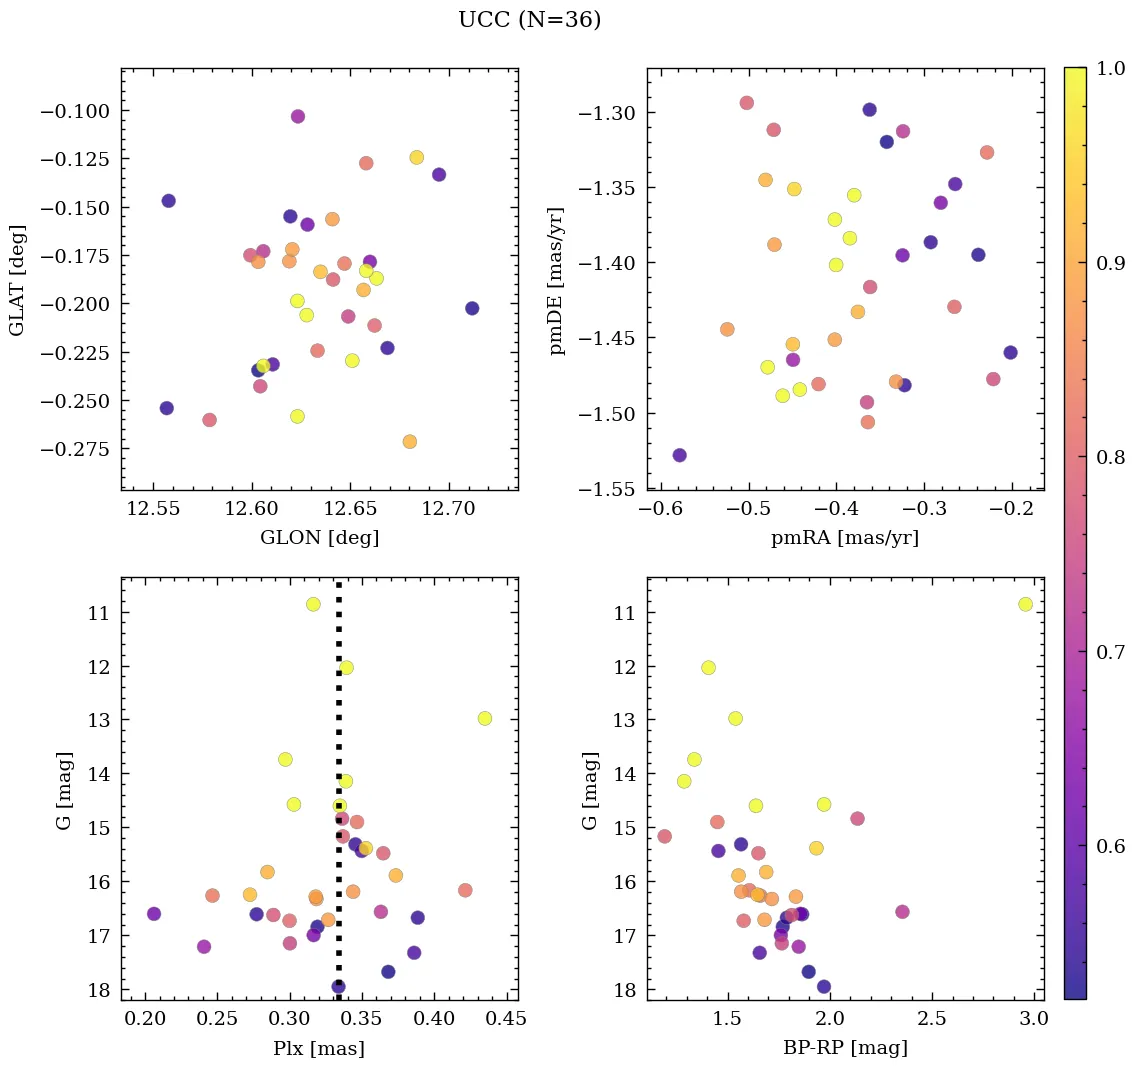 UCC (N=36)
−0.100
−0.125
−0.150
−0.175
−0.200
−0.225
−0.250
−0.275
GLAT [deg]
12.55 12.60 12.65 12.70
GLON [deg]
−1.30
−1.35
−1.40
−1.45
−1.50
−1.55
pmDE [mas/yr]
−0.6 −0.5 −0.4 −0.3 −0.2
pmRA [mas/yr]
11
12
13
14
15
16
17
18
G [mag]
0.20 0.25 0.30 0.35 0.40 0.45
Plx [mas]
11
12
13
14
15
16
17
18
G [mag]
1.5 2.0 2.5 3.0
BP-RP [mag]
1.0
0.9
0.8
0.7
0.6